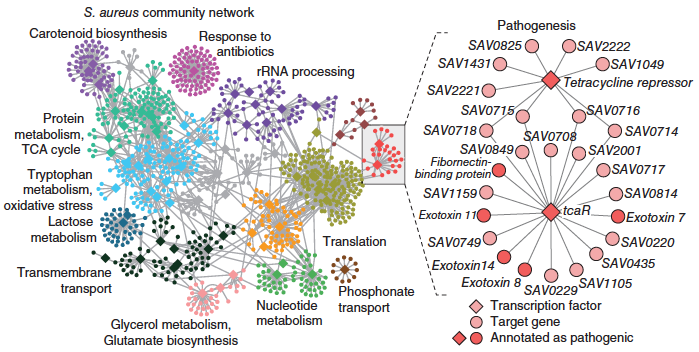 S. aureus community network
Carotenoid biosynthesis
Response to
antibiotics
rRNA processing
Protein
metabolism,
TCA cycle
Tryptophan
metabolism,
oxidative stress
Lactose
metabolism
Transmembrane
transport
Glycerol metabolism,
Glutamate biosynthesis
Nucleotide
metabolism
Phosphonate
transport
Translation
Pathogenesis
SAV0825
SAV2222
SAV1431
SAV1049
Tetracycline repressor
SAV2221
SAV0715
SAV0716
SAV0718
SAV0708
SAV0714
SAV0849
SAV2001
Fibornectin-
binding protein
SAV0717
SAV1159
SAV0814
Exotoxin 11
tcaR
Exotoxin 7
SAV0749
SAV0220
Exotoxin14
SAV0435
Exotoxin 8
SAV0229
SAV1105
Transcription factor
Target gene
Annotated as pathogenic